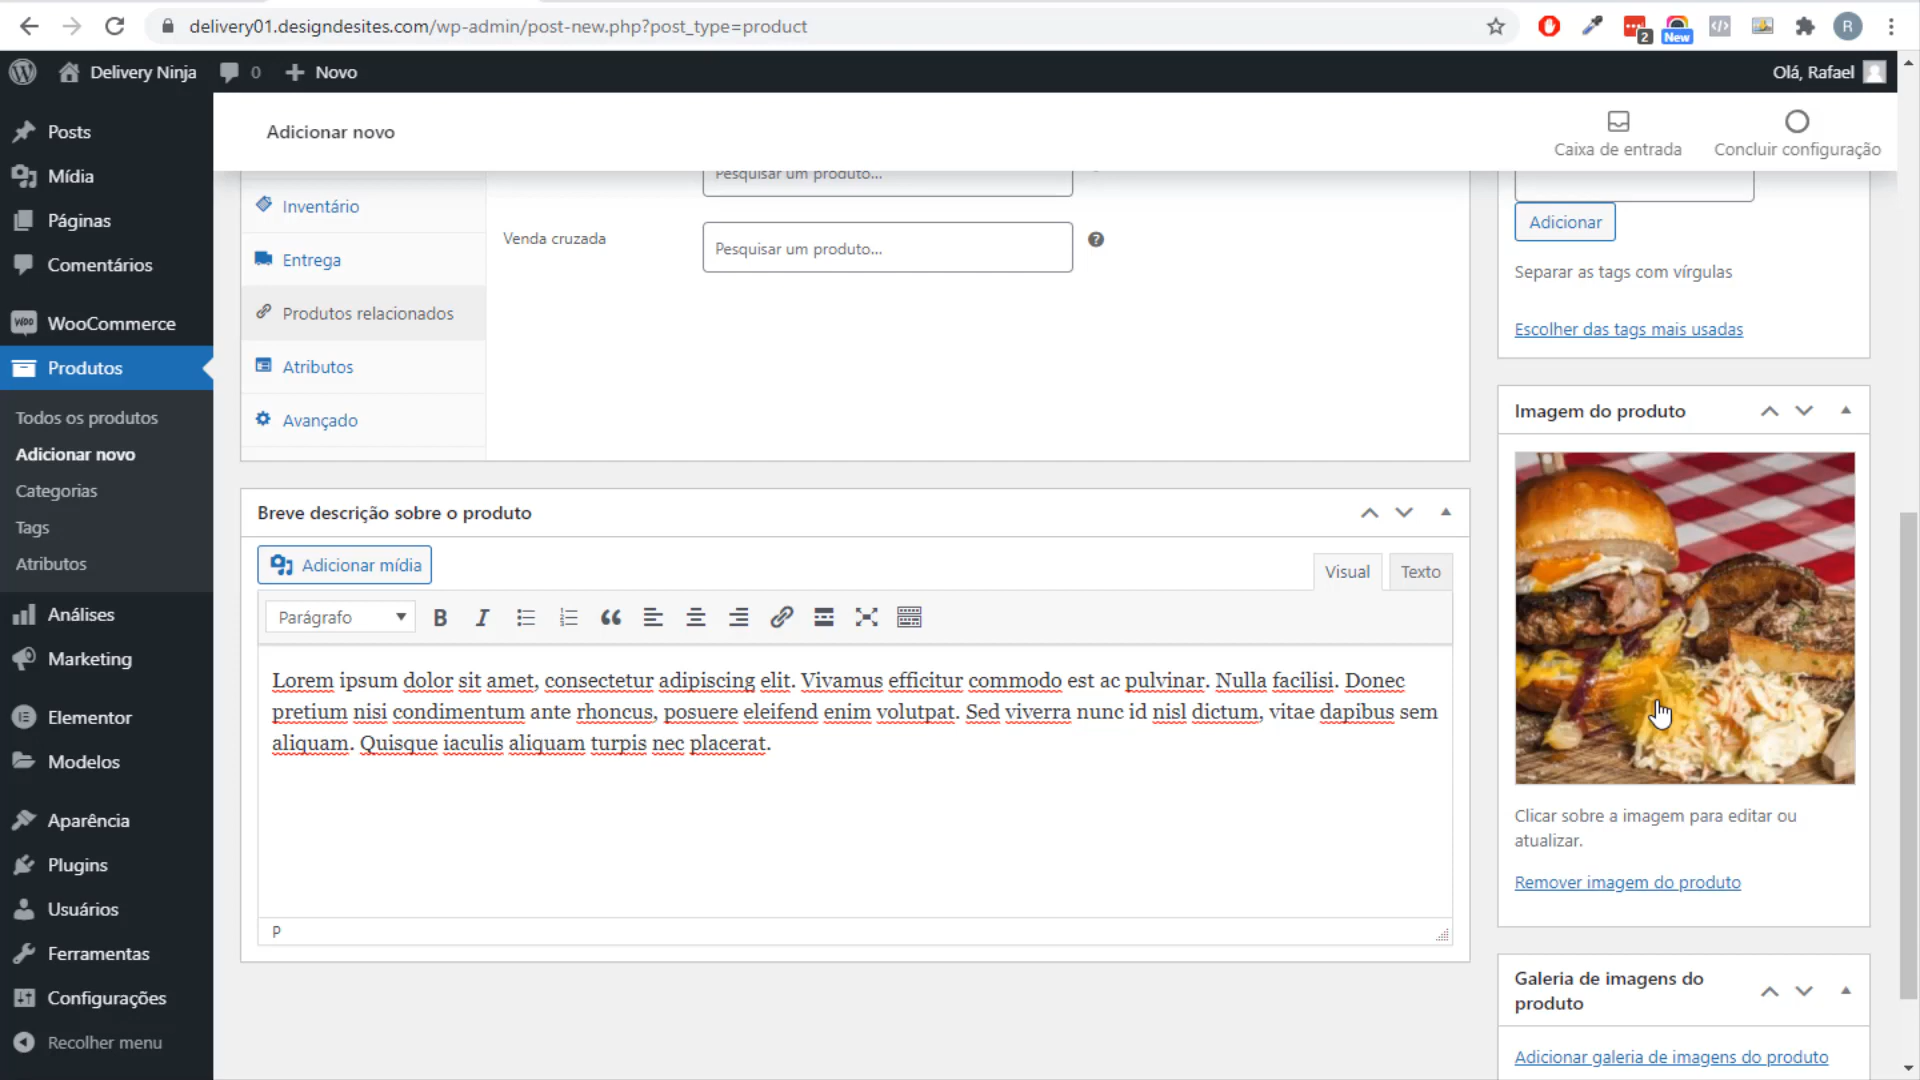 delivery01.designdesites.com/wp-admin/post-new.php?post_type=product
2
New
R
Delivery Ninja
0
Novo
Olá, Rafael
Adicionar novo
Caixa de entrada
Concluir configuração
Posts
Mídia
Páginas
Comentários
WooCommerce
Produtos
Todos os produtos
Adicionar novo
Categorias
Tags
Atributos
Análises
Marketing
Elementor
Modelos
Aparência
Plugins
Usuários
Ferramentas
Configurações
Recolher menu
Inventário
Entrega
Produtos relacionados
Atributos
Avançado
Pesquisar um produto...
Venda cruzada
Pesquisar um produto...
?
Breve descrição sobre o produto
Adicionar mídia
Visual
Texto
Parágrafo
B I
Lorem ipsum dolor sit amet, consectetur adipiscing elit. Vivamus efficitur commodo est ac pulvinar. Nulla facilisi. Donec
pretium nisi condimentum ante rhoncus, posuere eleifend enim volutpat. Sed viverra nunc id nisl dictum, vitae dapibus sem
aliquam. Quisque iaculis aliquam turpis nec placerat.
P
Adicionar
Separar as tags com vírgulas
Escolher das tags mais usadas
Imagem do produto
Clicar sobre a imagem para editar ou
atualizar.
Remover imagem do produto
Galeria de imagens do
produto
Adicionar galeria de imagens do produto